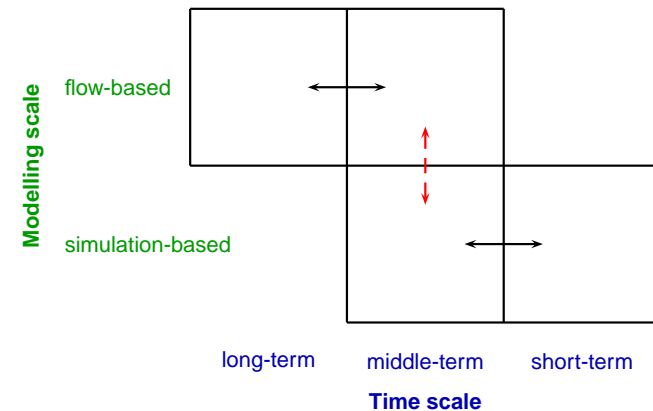 Modelling scale
flow-based
simulation-based
long-term middle-term short-term
Time scale